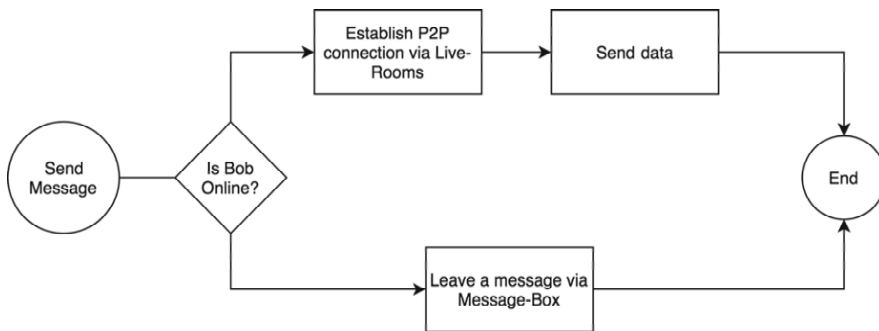 Establish P2P
connection via Live-
Rooms
Send data
Send
Message
Is Bob
Online?
End
Leave a message via
Message-Box